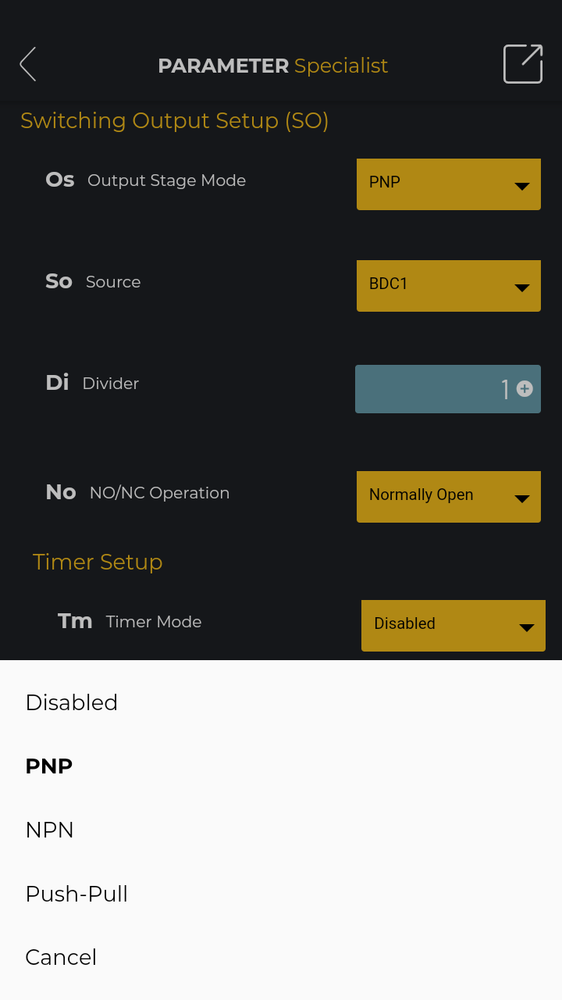 PARAMETER Specialist
Switching Output Setup (SO)
Os Output Stage Mode PNP
So Source BDC1
Di Divider 1
No NO/NC Operation Normally Open
Timer Setup
Tm Timer Mode Disabled
Disabled
PNP
NPN
Push-Pull
Cancel